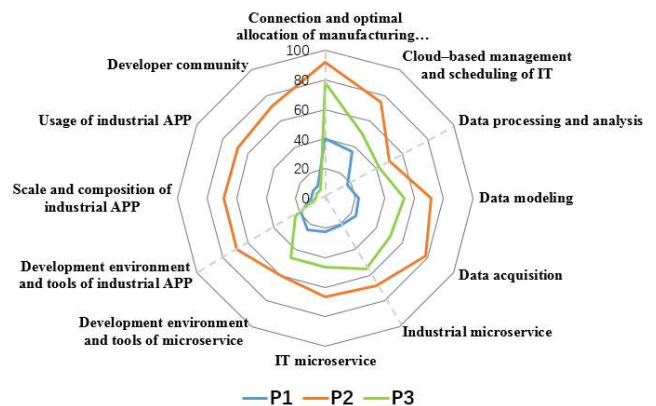 Connection and optimal
allocation of manufacturing…
Cloud–based management
and scheduling of IT
Data processing and analysis
Data modeling
Data acquisition
Industrial microservice
IT microservice
Development environment
and tools of microservice
Development environment
and tools of industrial APP
Scale and composition of
industrial APP
Usage of industrial APP
Developer community
100
80
60
40
20
0
P1 P2 P3